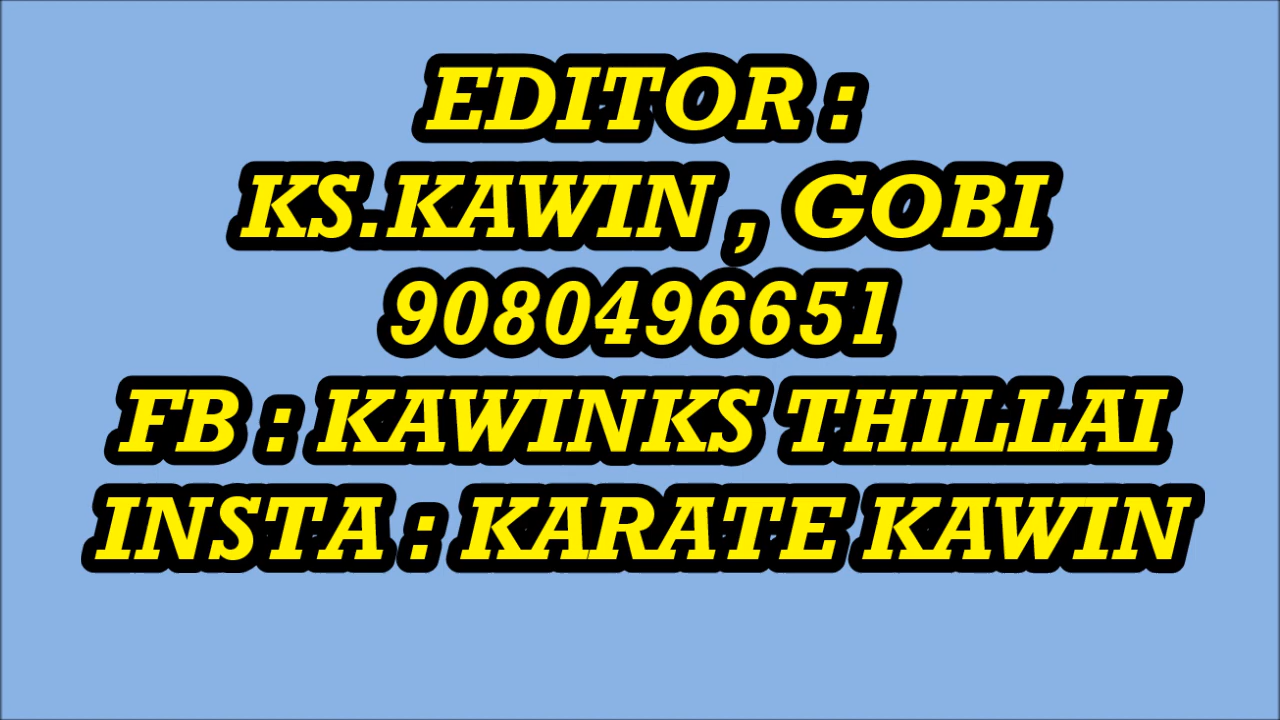 EDITOR :
KS.KAWIN , GOBI
9080496651
FB : KAWINKS THILLAI
INSTA : KARATE KAWIN